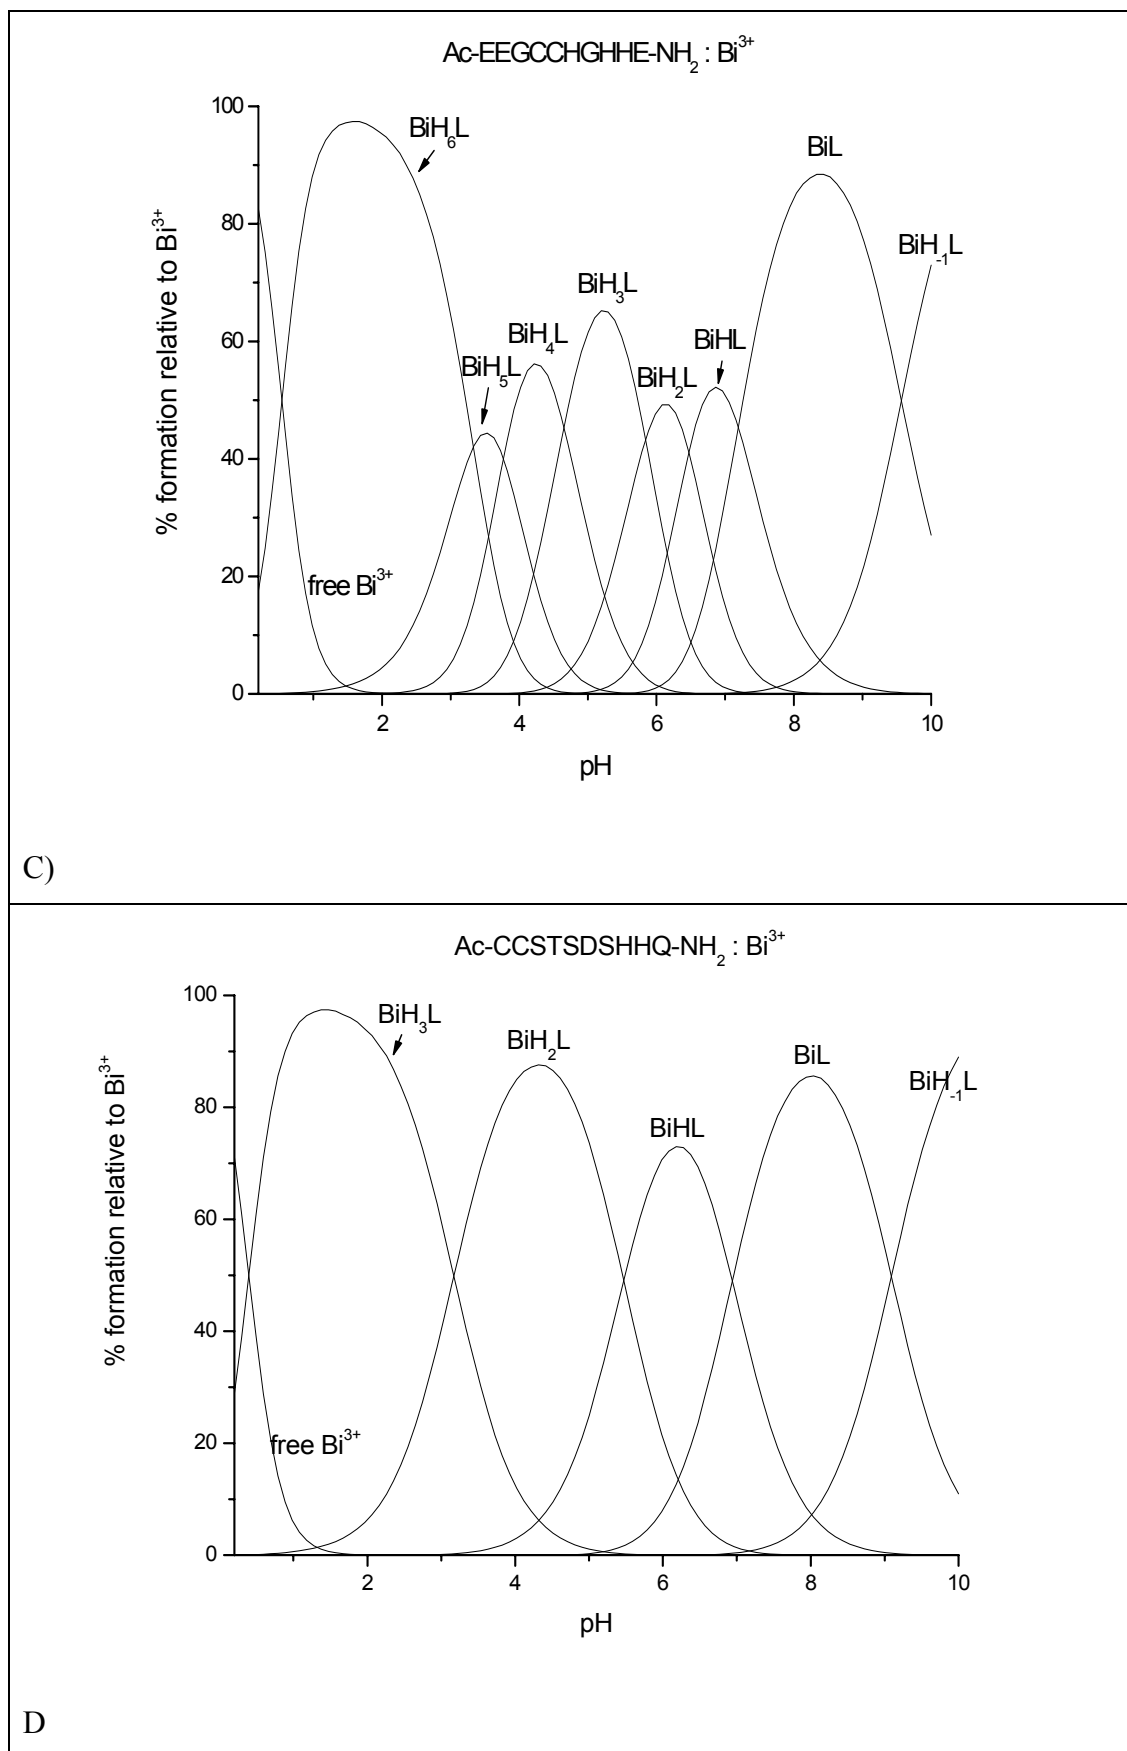 Ac-EEGCCHGHHE-NH₂ : Bi³⁺
100
BiH₆L
BiL
80
BiH₋₁L
BiH₃L
60
BiH₄L
BiHL
BiH₅L
BiH₂L
40
20
free Bi³⁺
0
2 4 6 8 10
pH
% formation relative to Bi³⁺
C)
Ac-CCSTSDSHHQ-NH₂ : Bi³⁺
100
BiH₃L
BiH₂L
BiL
BiH₋₁L
80
BiHL
60
40
20
free Bi³⁺
0
2 4 6 8 10
pH
% formation relative to Bi³⁺
D